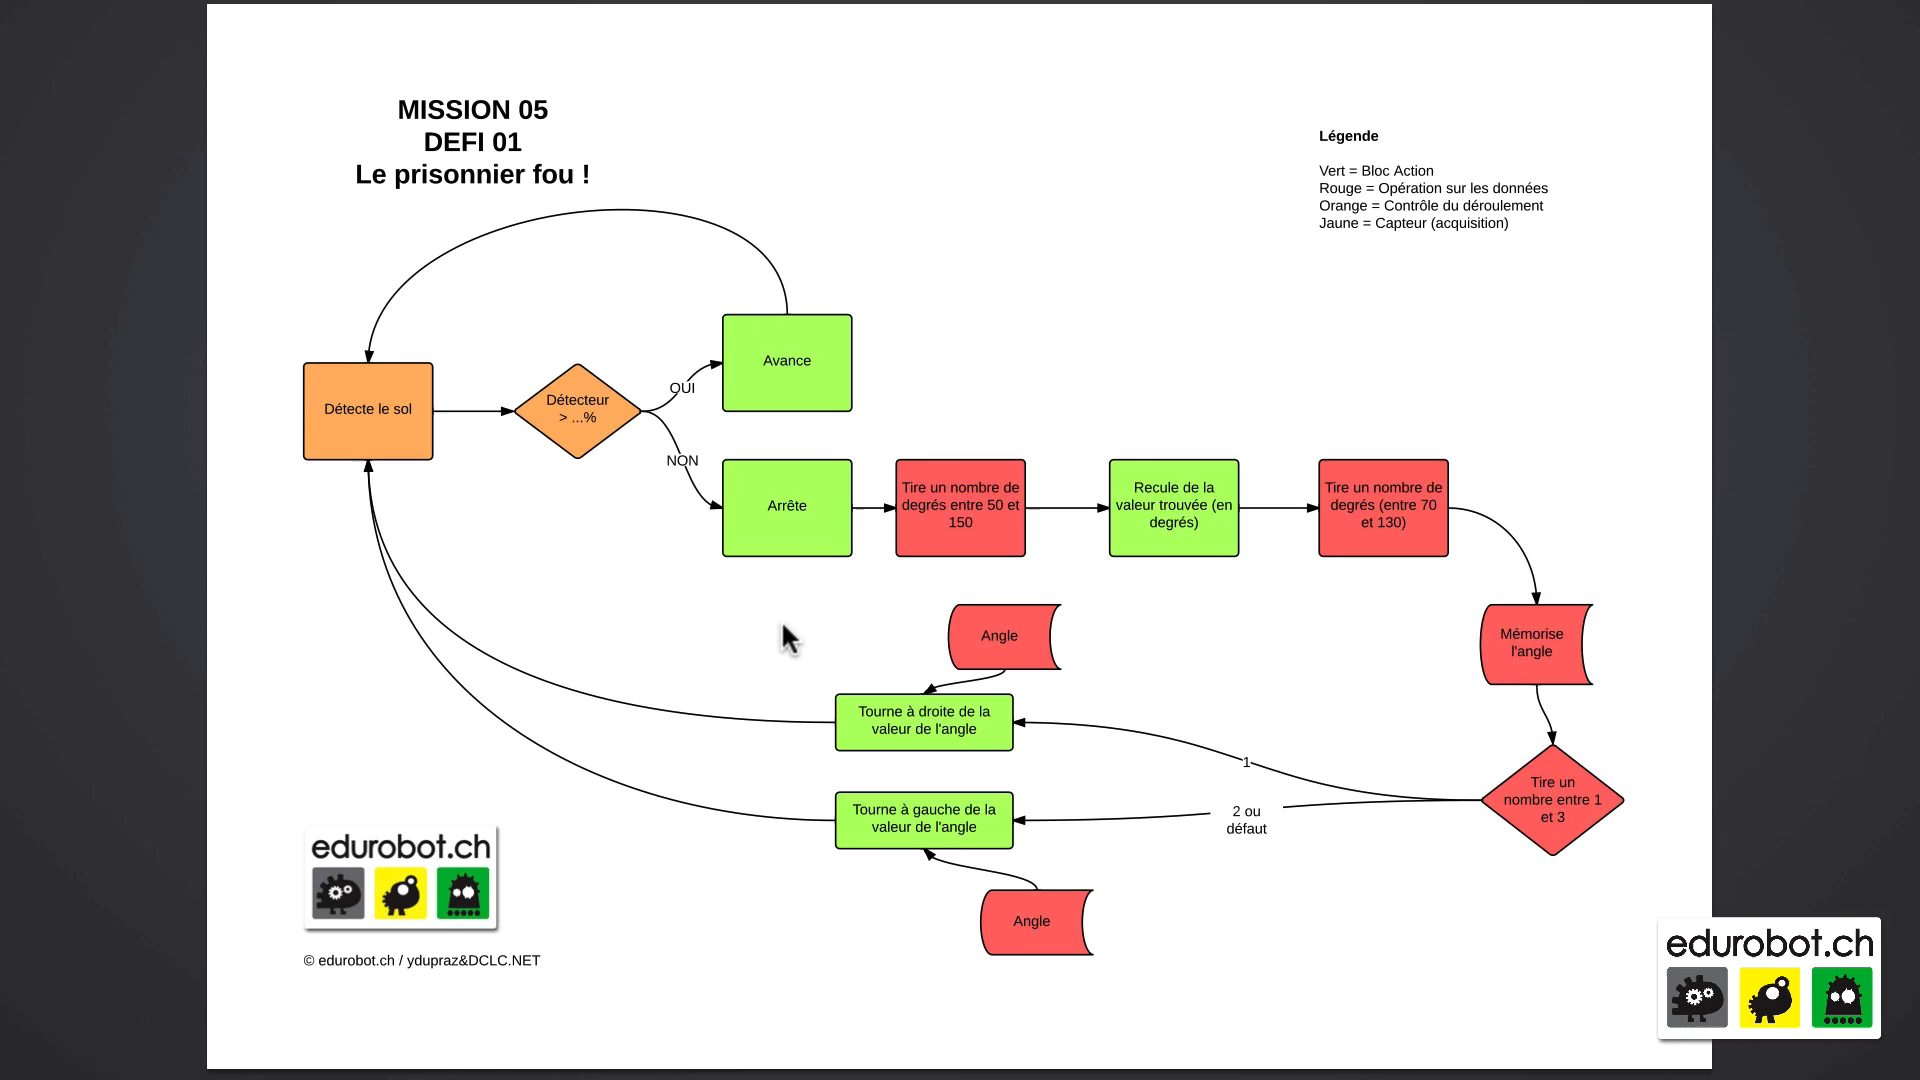 MISSION 05
DEFI 01
Le prisonnier fou !
Légende
Vert = Bloc Action
Rouge = Opération sur les données
Orange = Contrôle du déroulement
Jaune = Capteur (acquisition)
Avance
Détecte le sol
Détecteur
> ...%
OUI
NON
Arrête
Tire un nombre de
degrés entre 50 et
150
Recule de la
valeur trouvée (en
degrés)
Tire un nombre de
degrés (entre 70
et 130)
Angle
Mémorise
l'angle
Tourne à droite de la
valeur de l'angle
1
Tire un
nombre entre 1
et 3
Tourne à gauche de la
valeur de l'angle
2 ou
défaut
Angle
edurobot.ch
© edurobot.ch / ydupraz&DCLC.NET
edurobot.ch